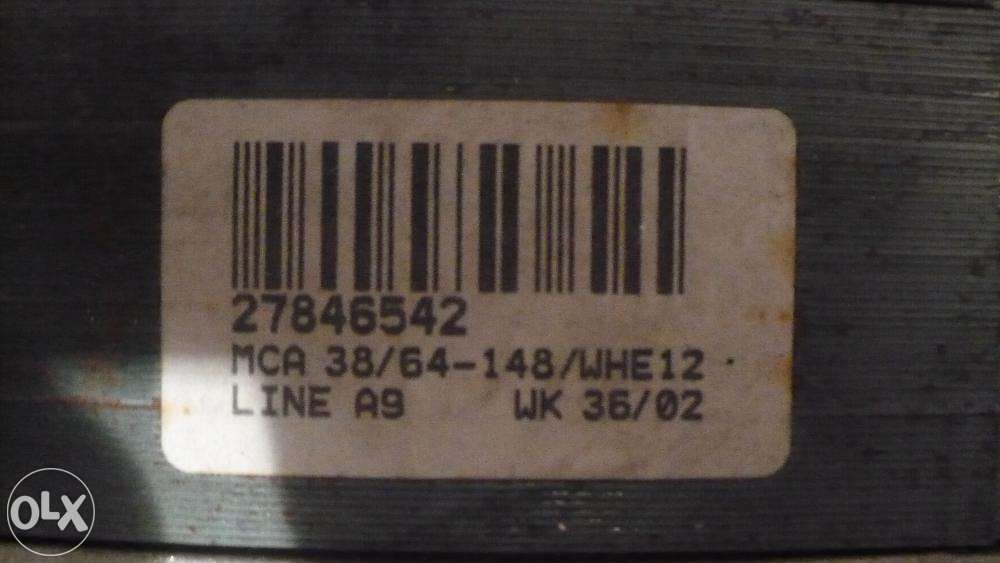 27846542
MCA 38/64-148/WHE12
LINE A9 WK 36/02
OLX